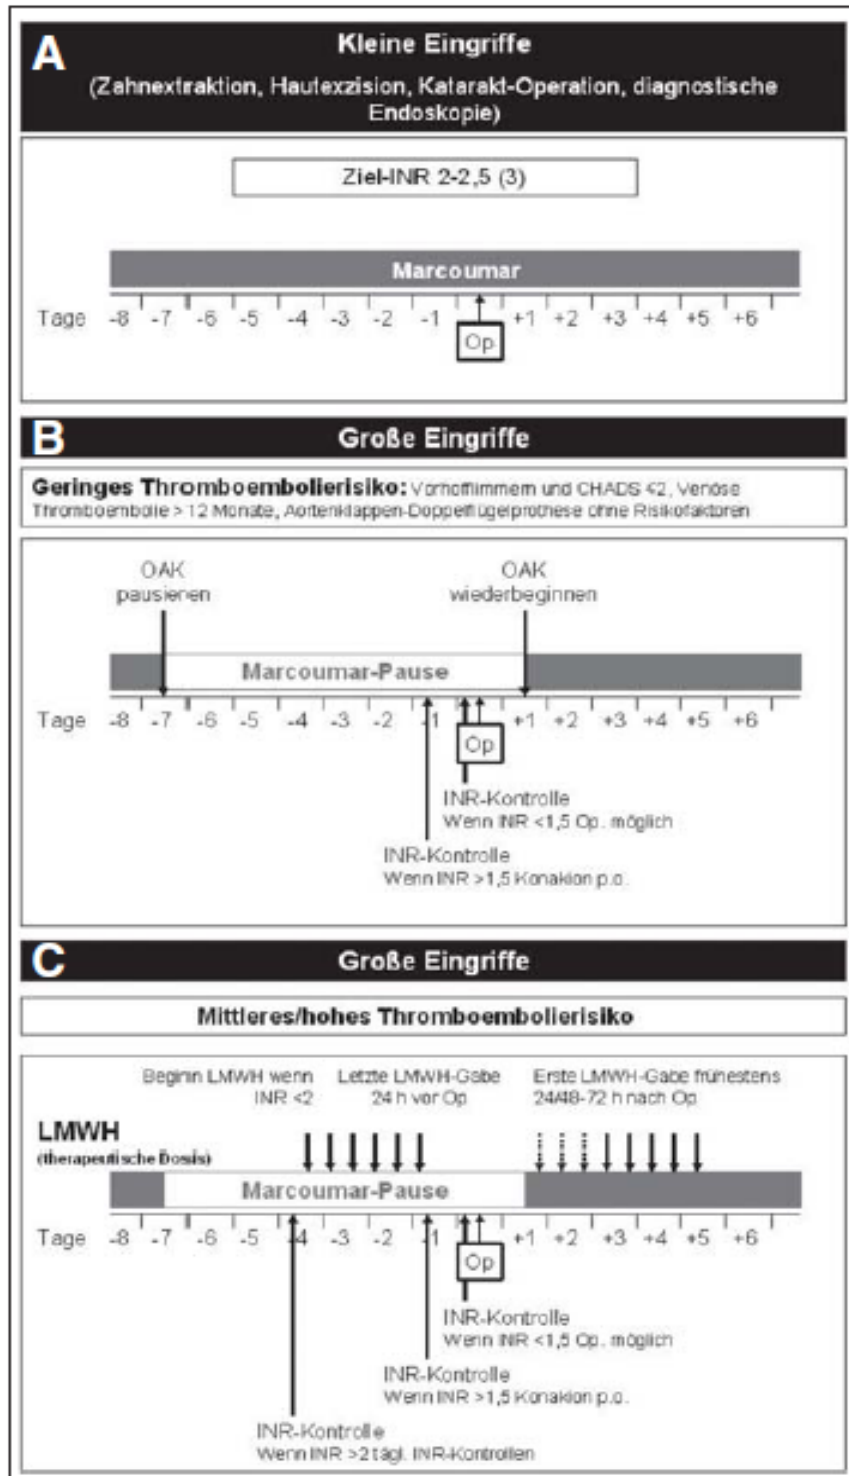 A
Kleine Eingriffe
(Zahnextraktion, Hautexzision, Katarakt-Operation, diagnostische
Endoskopie)
Ziel-INR 2-2,5 (3)
Marcoumar
Tage -8 -7 -6 -5 -4 -3 -2 -1 +1 +2 +3 +4 +5 +6
Op
B
Große Eingriffe
Geringes Thromboembolierisiko: Vorhofflimmern und CHADS <2, Venöse
Thromboembolie > 12 Monate, Aortenklappen-Doppelflügelprothese ohne Risikofaktoren
OAK
pausieren
OAK
wiederbeginnen
Marcoumar-Pause
Tage -8 -7 -6 -5 -4 -3 -2 -1 +1 +2 +3 +4 +5 +6
Op
INR-Kontrolle
Wenn INR <1,5 Op. möglich
INR-Kontrolle
Wenn INR >1,5 Konakion p.o.
C
Große Eingriffe
Mittleres/hohes Thromboembolierisiko
Beginn LMWH wenn
INR <2
Letzte LMWH-Gabe
24 h vor Op
Erste LMWH-Gabe frühestens
24/48-72 h nach Op
LMWH
(therapeutische Dosis)
Marcoumar-Pause
Tage -8 -7 -6 -5 -4 -3 -2 -1 +1 +2 +3 +4 +5 +6
Op
INR-Kontrolle
Wenn INR <1,5 Op. möglich
INR-Kontrolle
Wenn INR >1,5 Konakion p.o.
INR-Kontrolle
Wenn INR >2 tägl. INR-Kontrollen